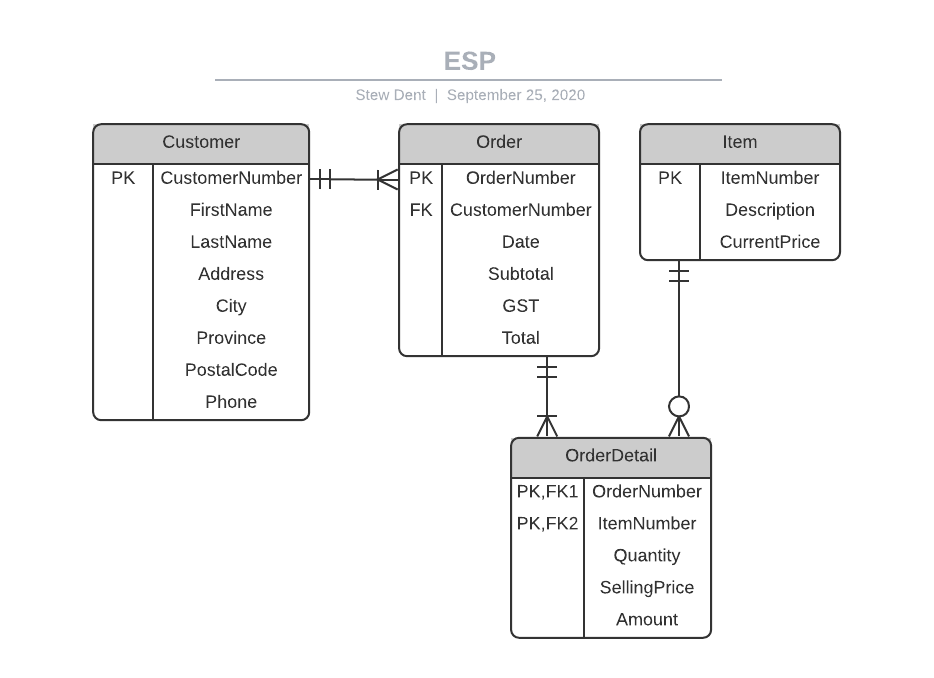 ESP
Stew Dent | September 25, 2020
Customer
PK CustomerNumber
FirstName
LastName
Address
City
Province
PostalCode
Phone
Order
PK OrderNumber
FK CustomerNumber
Date
Subtotal
GST
Total
Item
PK ItemNumber
Description
CurrentPrice
OrderDetail
PK,FK1 OrderNumber
PK,FK2 ItemNumber
Quantity
SellingPrice
Amount